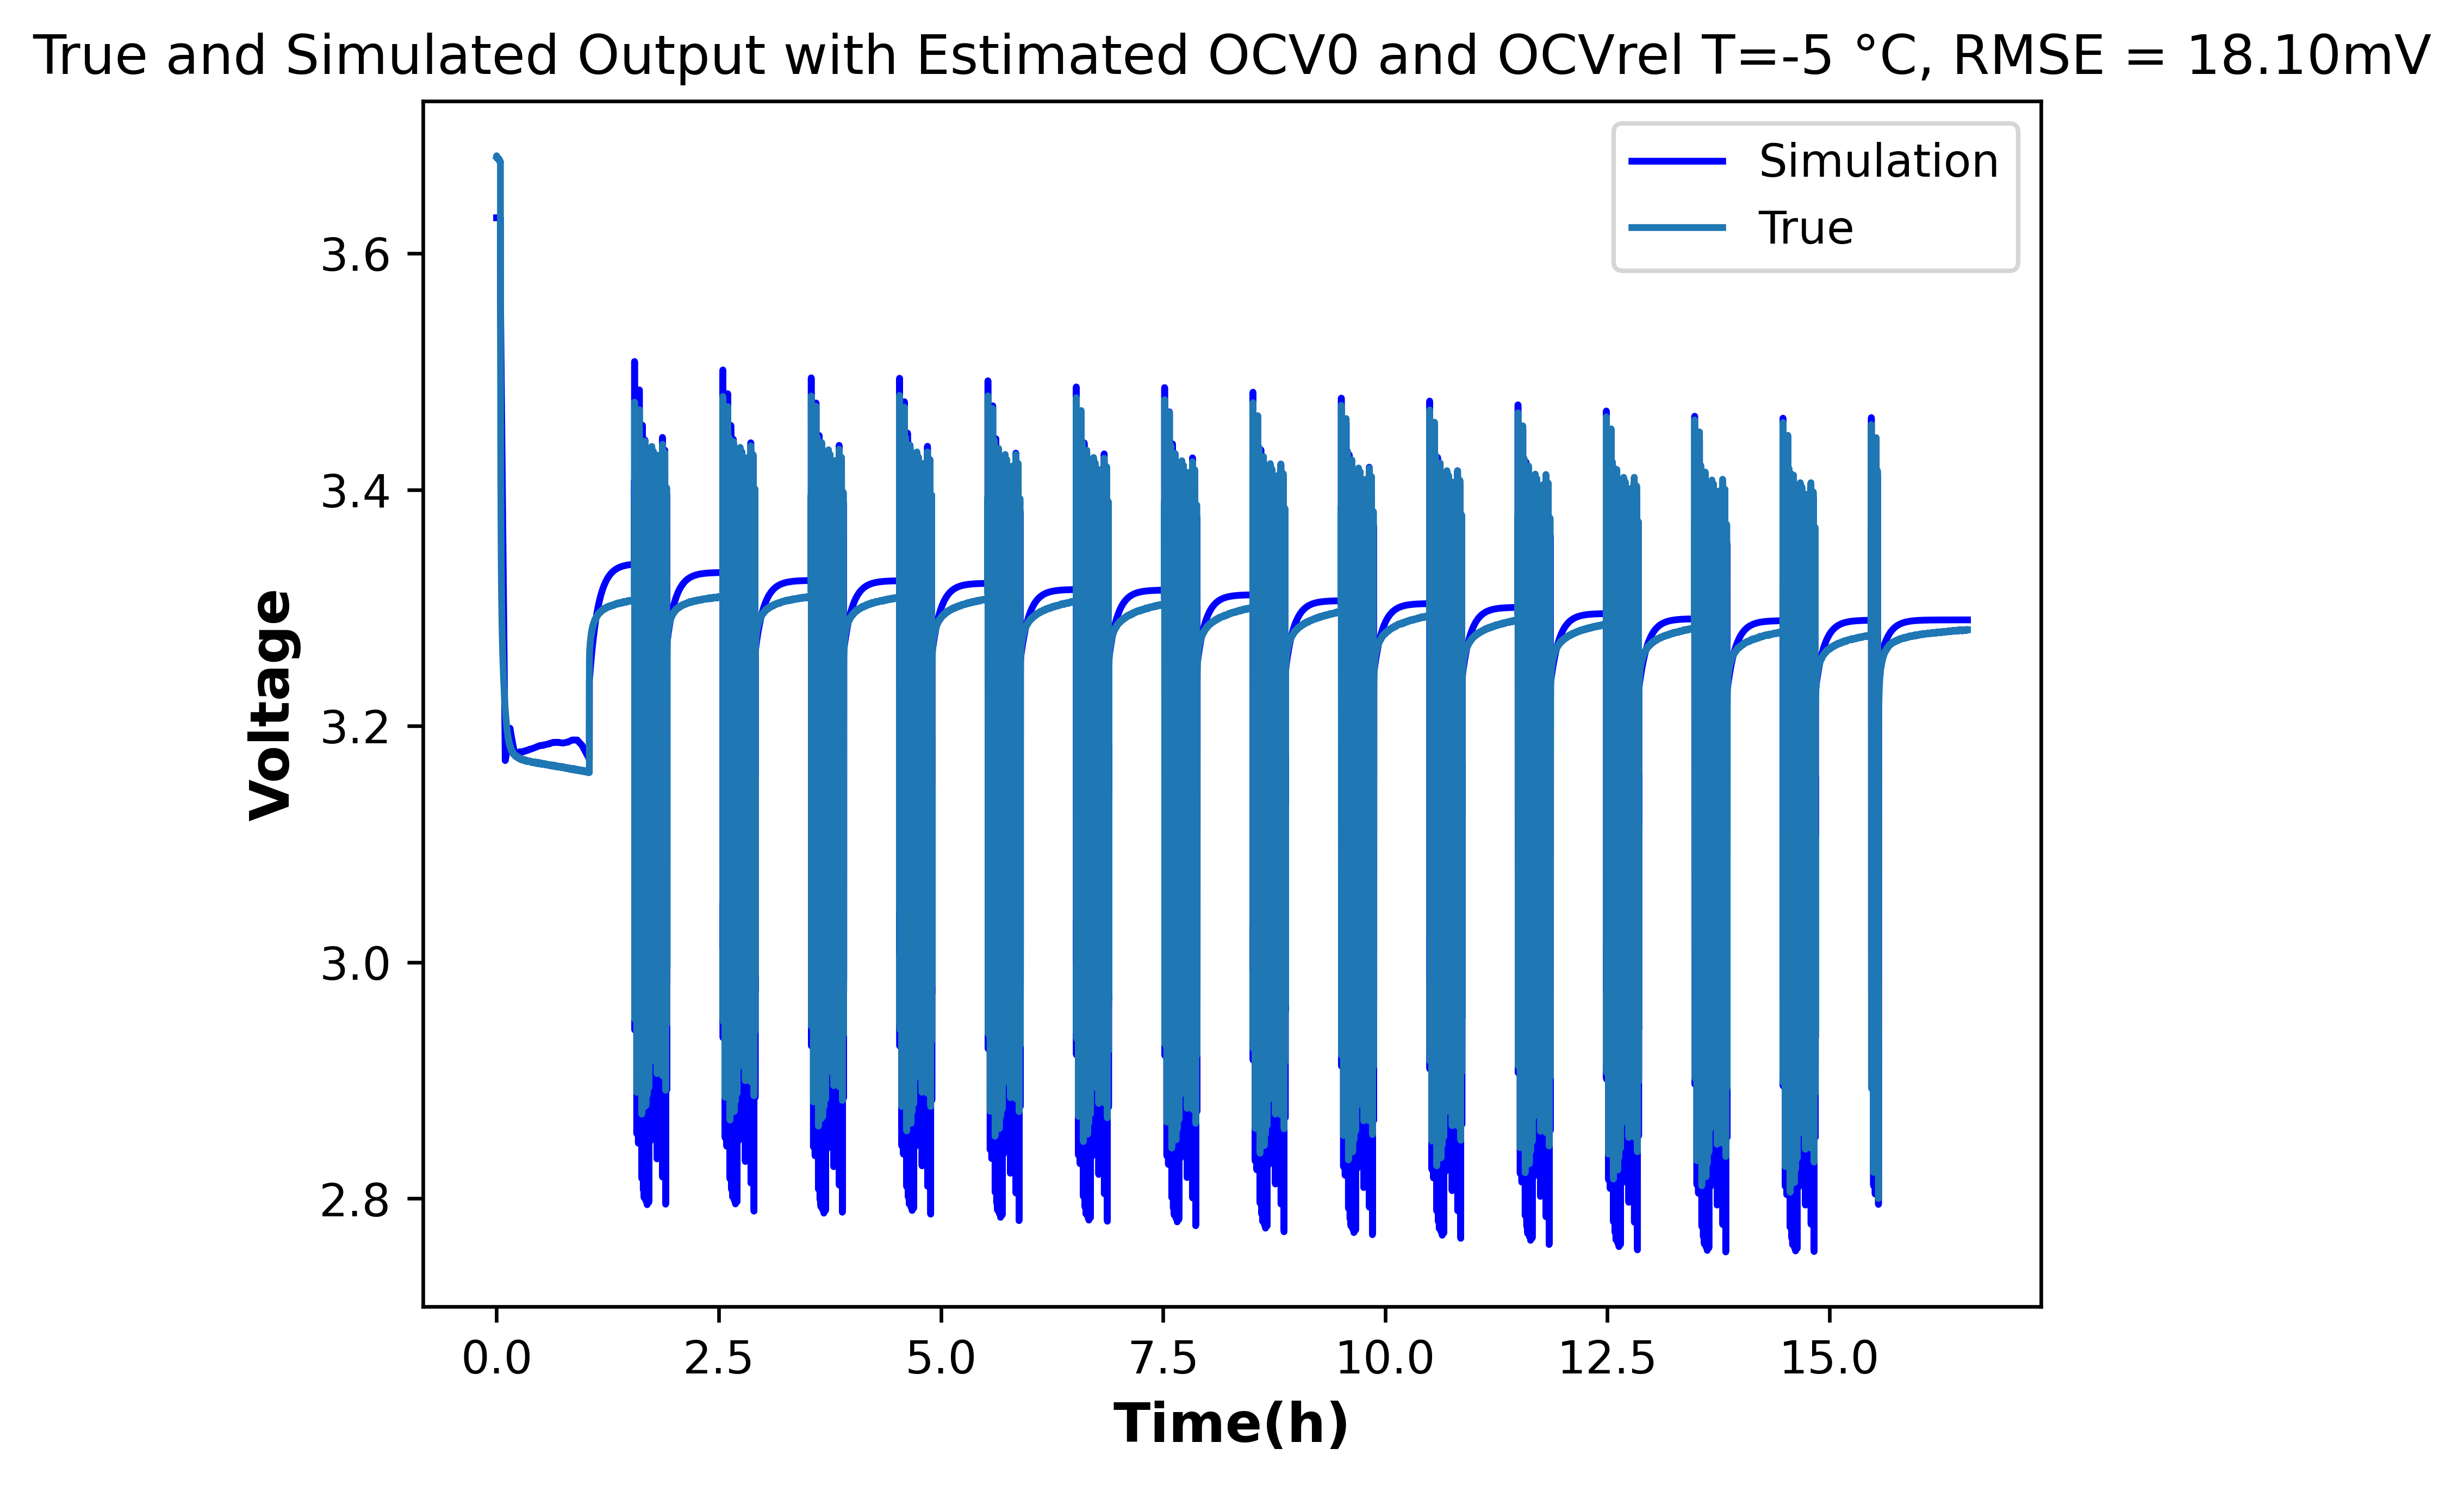 True and Simulated Output with Estimated OCV0 and OCVrel T=-5 °C, RMSE = 18.10mV
Simulation
True
3.6
3.4
3.2
3.0
2.8
Voltage
0.0 2.5 5.0 7.5 10.0 12.5 15.0
Time(h)